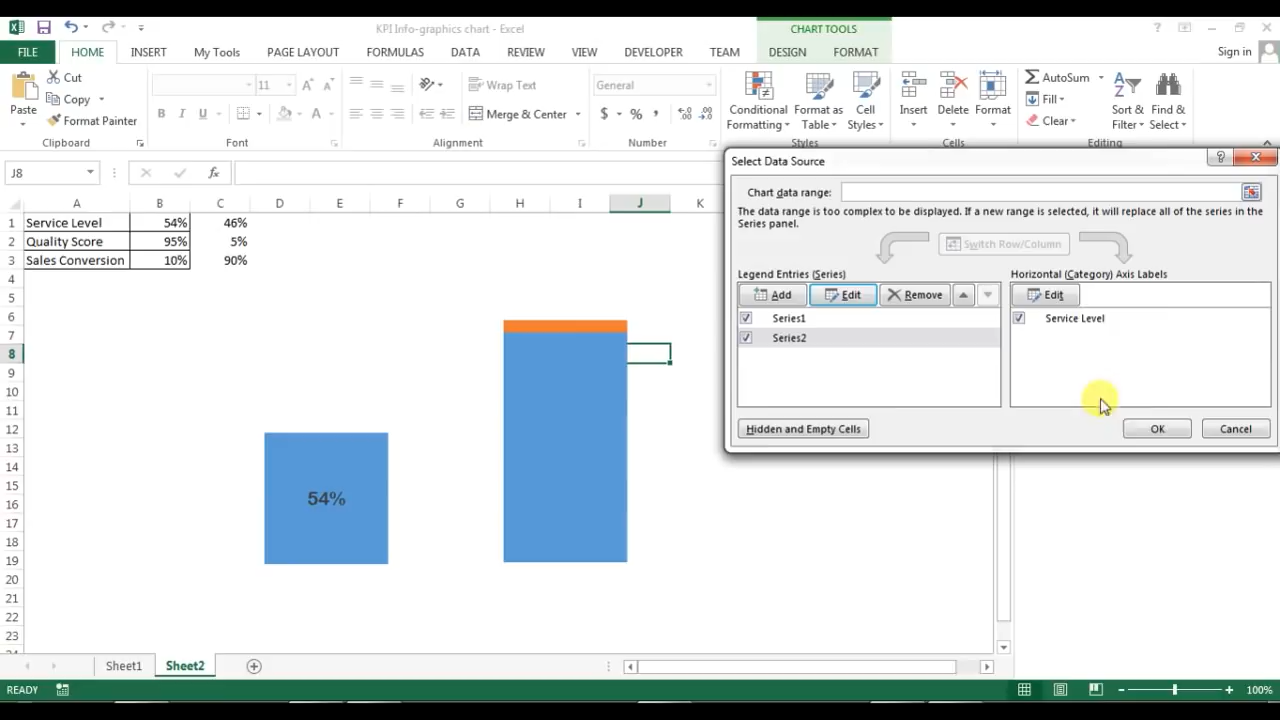 KPI Info-graphics chart - Excel
CHART TOOLS
?
FILE HOME INSERT My Tools PAGE LAYOUT FORMULAS DATA REVIEW VIEW DEVELOPER TEAM DESIGN FORMAT Sign in
Paste
Cut
Copy
Format Painter
Clipboard
11
A A
B I U
A
Font
Wrap Text
Merge & Center
Alignment
General
$ % ,
Number
Conditional Formatting
Format as Table
Cell Styles
Styles
Insert
Delete
Format
Cells
AutoSum
Fill
Clear
Sort & Filter
Find & Select
Editing
J8
fx
A B C D E F G H I J K
1 Service Level 54% 46%
2 Quality Score 95% 5%
3 Sales Conversion 10% 90%
4
5
6
7
8
9
10
11
12
13
14
15
16
17
18
19
20
21
22
23
54%
Select Data Source
?
Chart data range:
The data range is too complex to be displayed. If a new range is selected, it will replace all of the series in the
Series panel.
Switch Row/Column
Legend Entries (Series)
Add Edit Remove
Series1
Series2
Horizontal (Category) Axis Labels
Edit
Service Level
Hidden and Empty Cells
OK Cancel
Sheet1 Sheet2
READY
100%